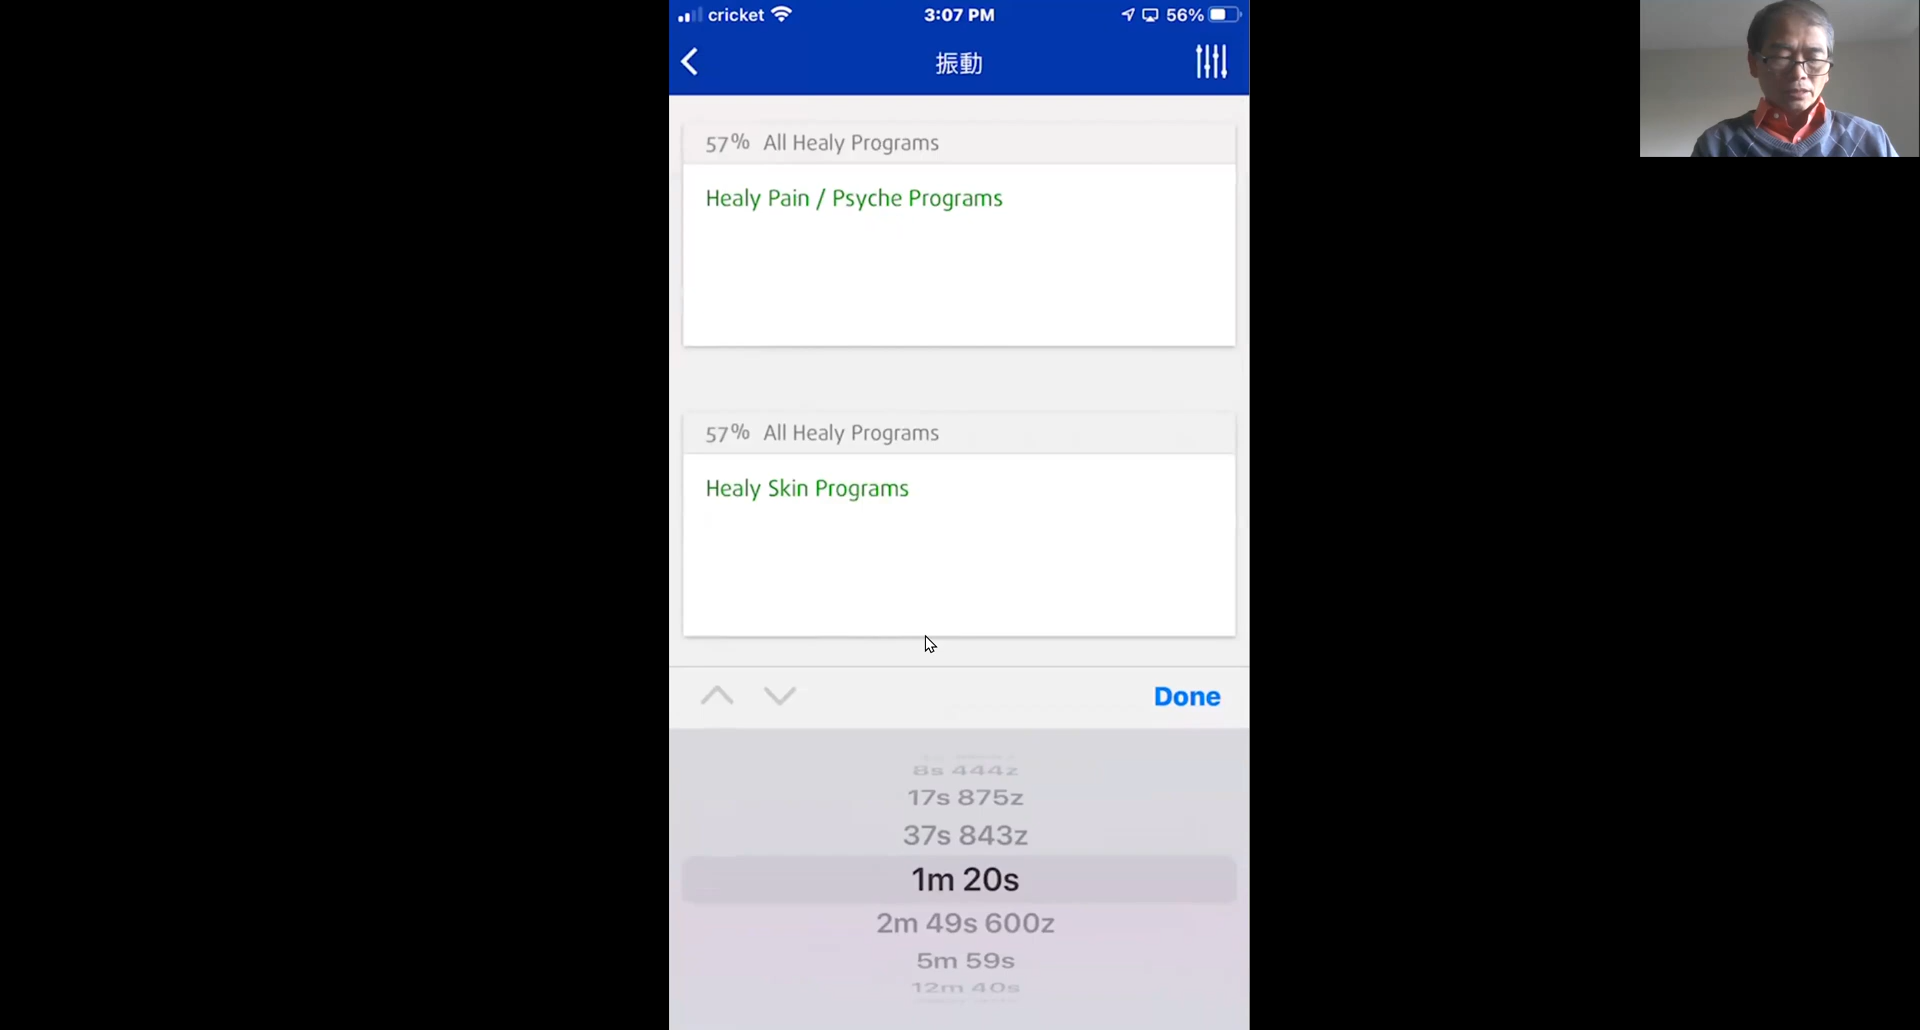 cricket 3:07 PM 56%
振動
57% All Healy Programs
Healy Pain / Psyche Programs
57% All Healy Programs
Healy Skin Programs
Done
8s 444z
17s 875z
37s 843z
1m 20s
2m 49s 600z
5m 59s
12m 40s